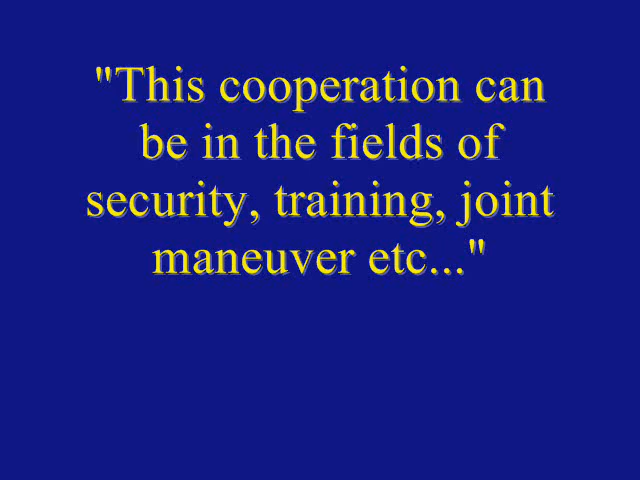 "This cooperation can
be in the fields of
security, training, joint
maneuver etc..."